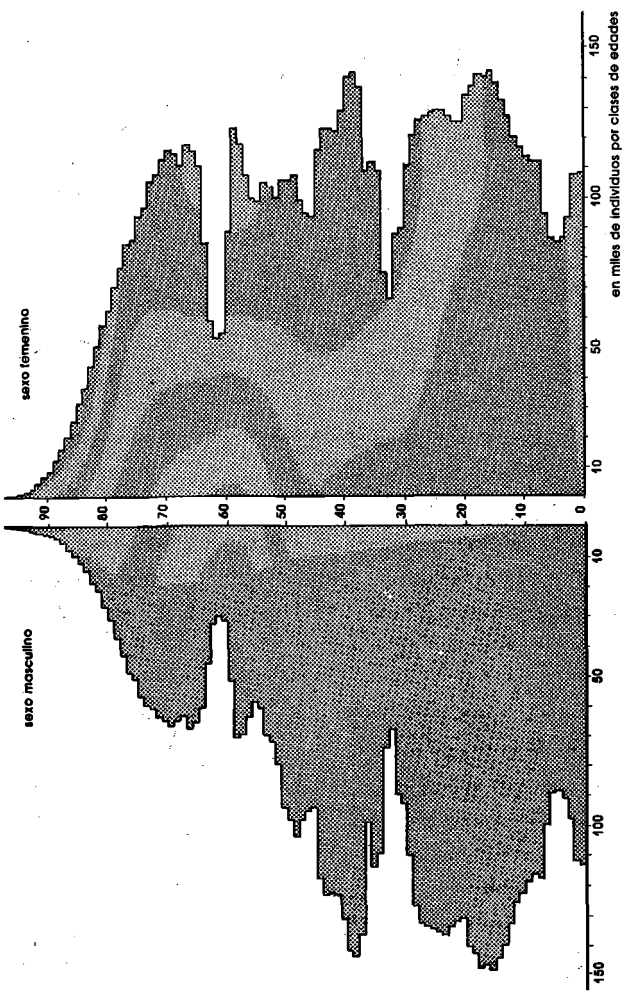 sexo masculino
sexo femenino
90
80
70
60
50
40
30
20
10
0
150 100 50 10 10 50 100 150
en miles de individuos por clases de edades